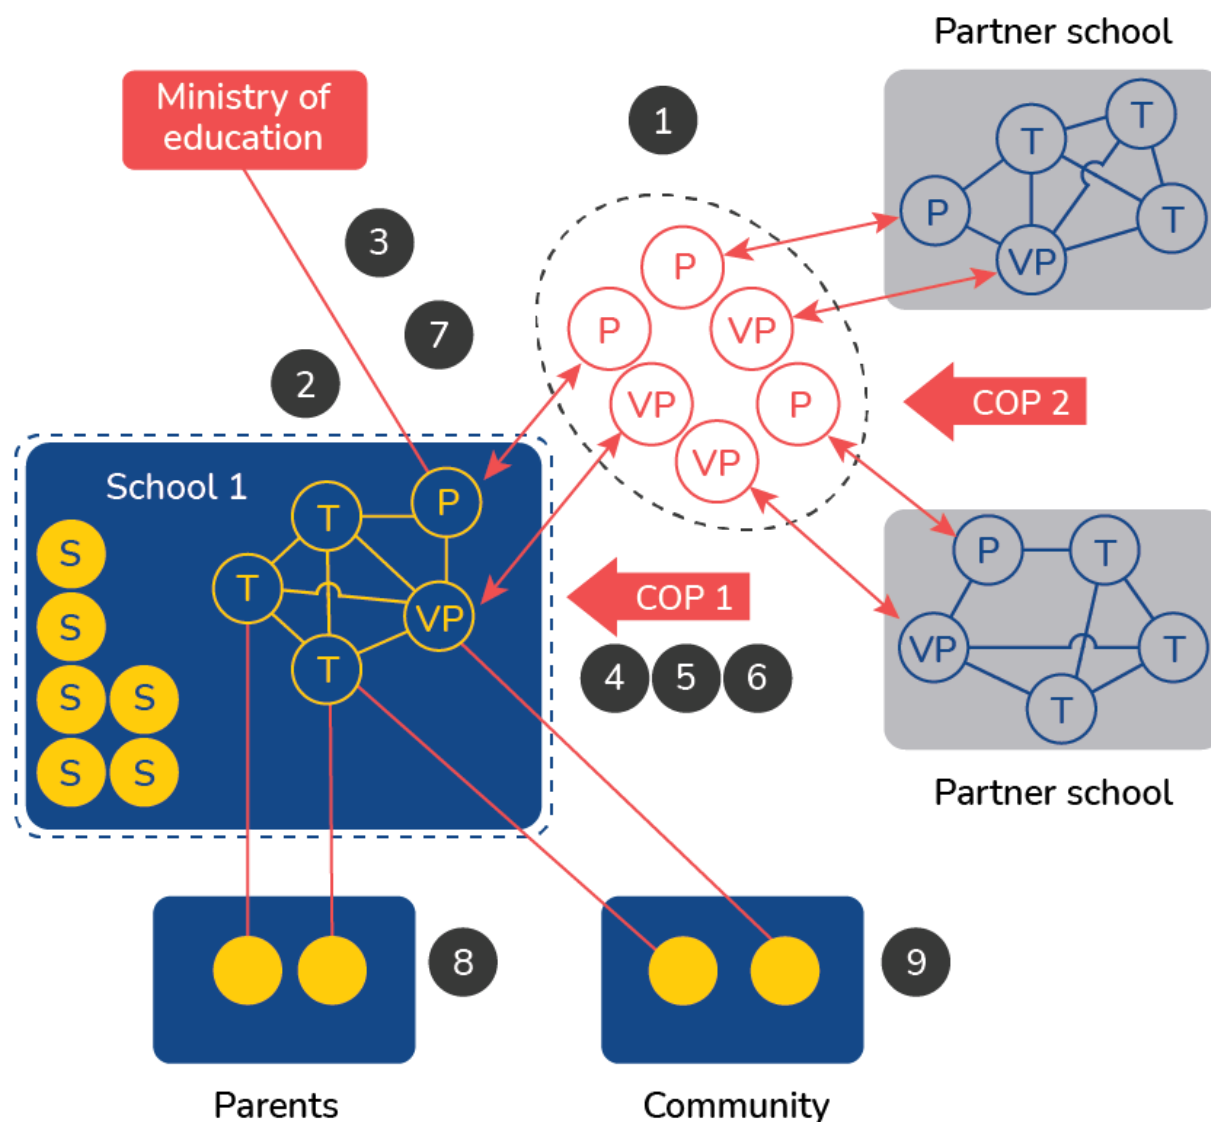 Partner school
Ministry of
education
1
T
T
P
T
VP
3
P
P
VP
7
2
VP
P
COP 2
VP
School 1
T
P
S
T
VP
COP 1
S
T
4
5
6
S
S
S
S
P
T
VP
T
T
Partner school
8
9
Parents
Community